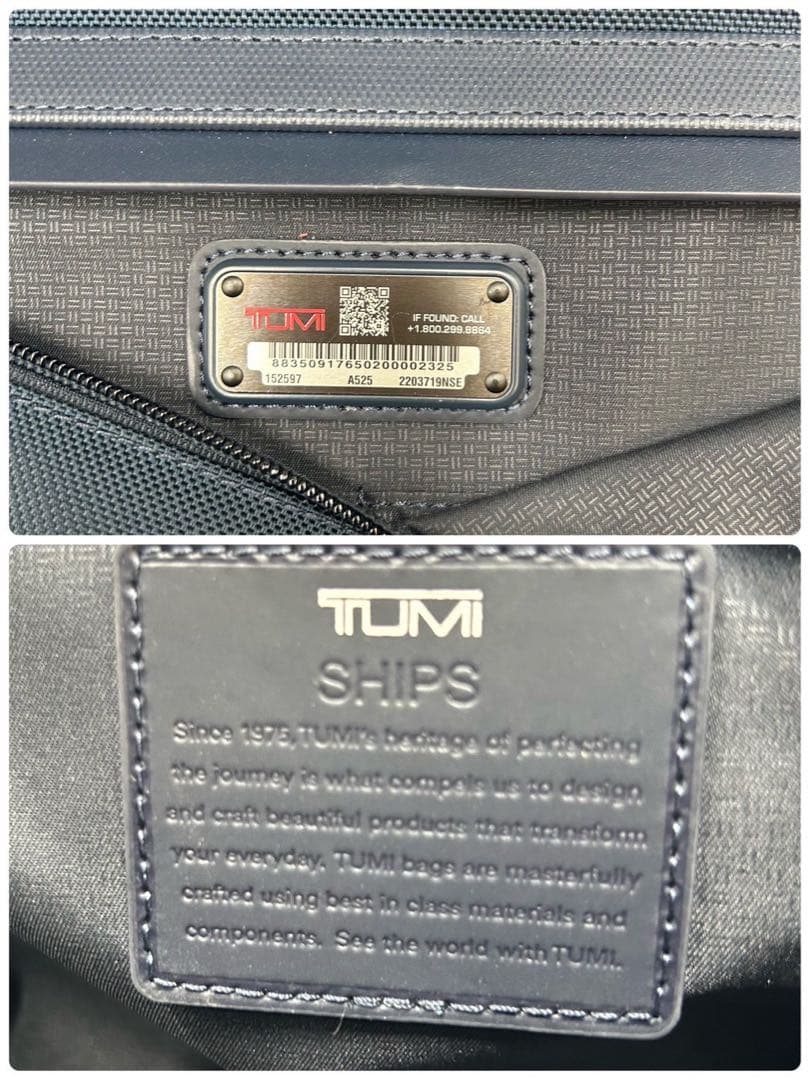 TUMI
IF FOUND: CALL
+1.800.299.8864
88350917650200002325
152597 A525 2203719NSE
TUMI
SHIPS
Since 1975, TUMI's heritage of perfecting
the journey is what compels us to design
and craft beautiful products that transform
your everyday. TUMI bags are masterfully
crafted using best in class materials and
components. See the world with TUMI.